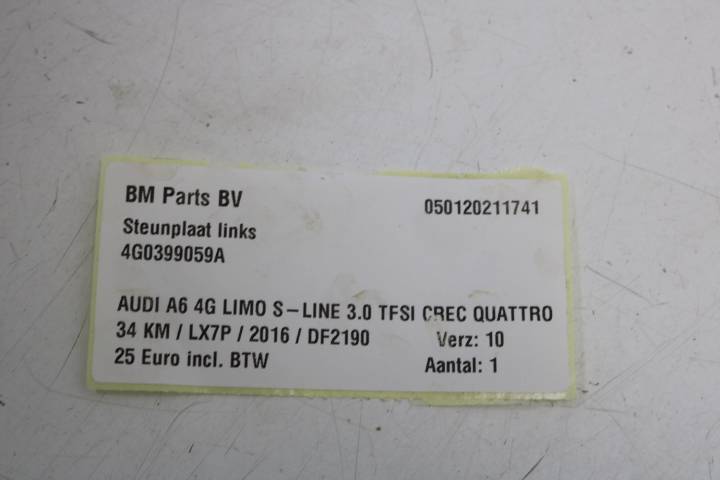 BM Parts BV 050120211741
Steunplaat links
4G0399059A
AUDI A6 4G LIMO S-LINE 3.0 TFSI CREC QUATTRO
34 KM / LX7P / 2016 / DF2190 Verz: 10
25 Euro incl. BTW Aantal: 1